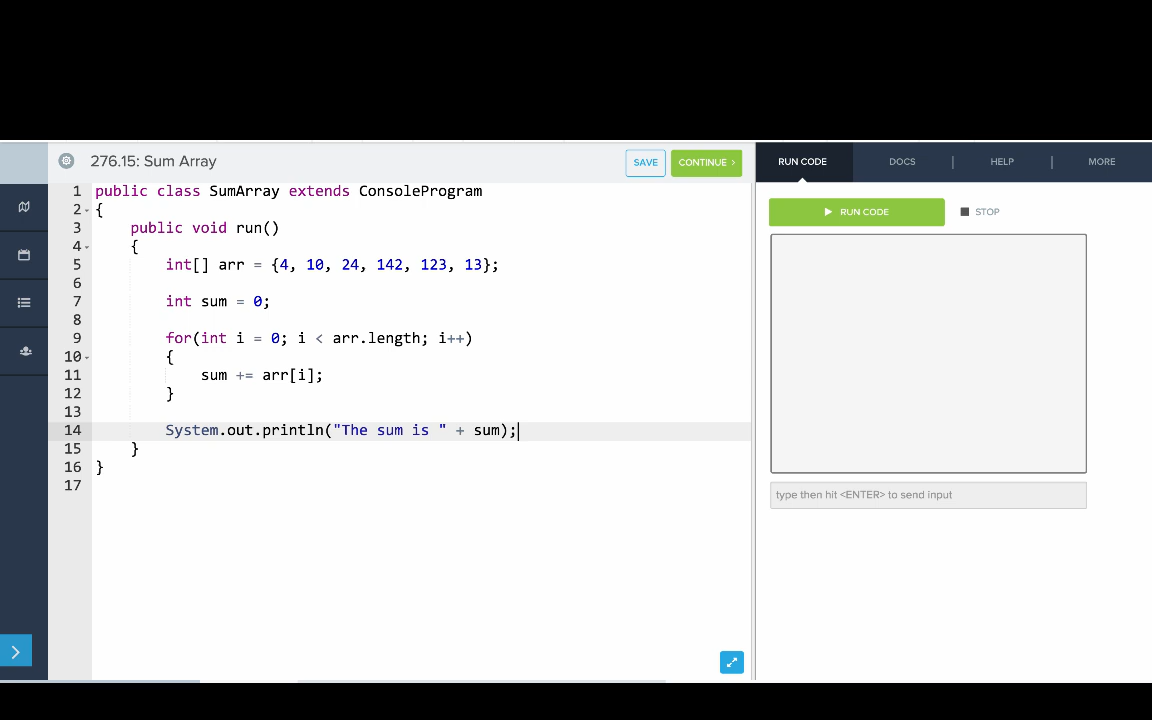 276.15: Sum Array
SAVE
CONTINUE >
RUN CODE
DOCS
|
HELP
|
MORE
1 public class SumArray extends ConsoleProgram
2 {
3 public void run()
4 {
5 int[] arr = {4, 10, 24, 142, 123, 13};
6
7 int sum = 0;
8
9 for(int i = 0; i < arr.length; i++)
10 {
11 sum += arr[i];
12 }
13
14 System.out.println("The sum is " + sum);
15 }
16 }
17
RUN CODE
STOP
type then hit <ENTER> to send input